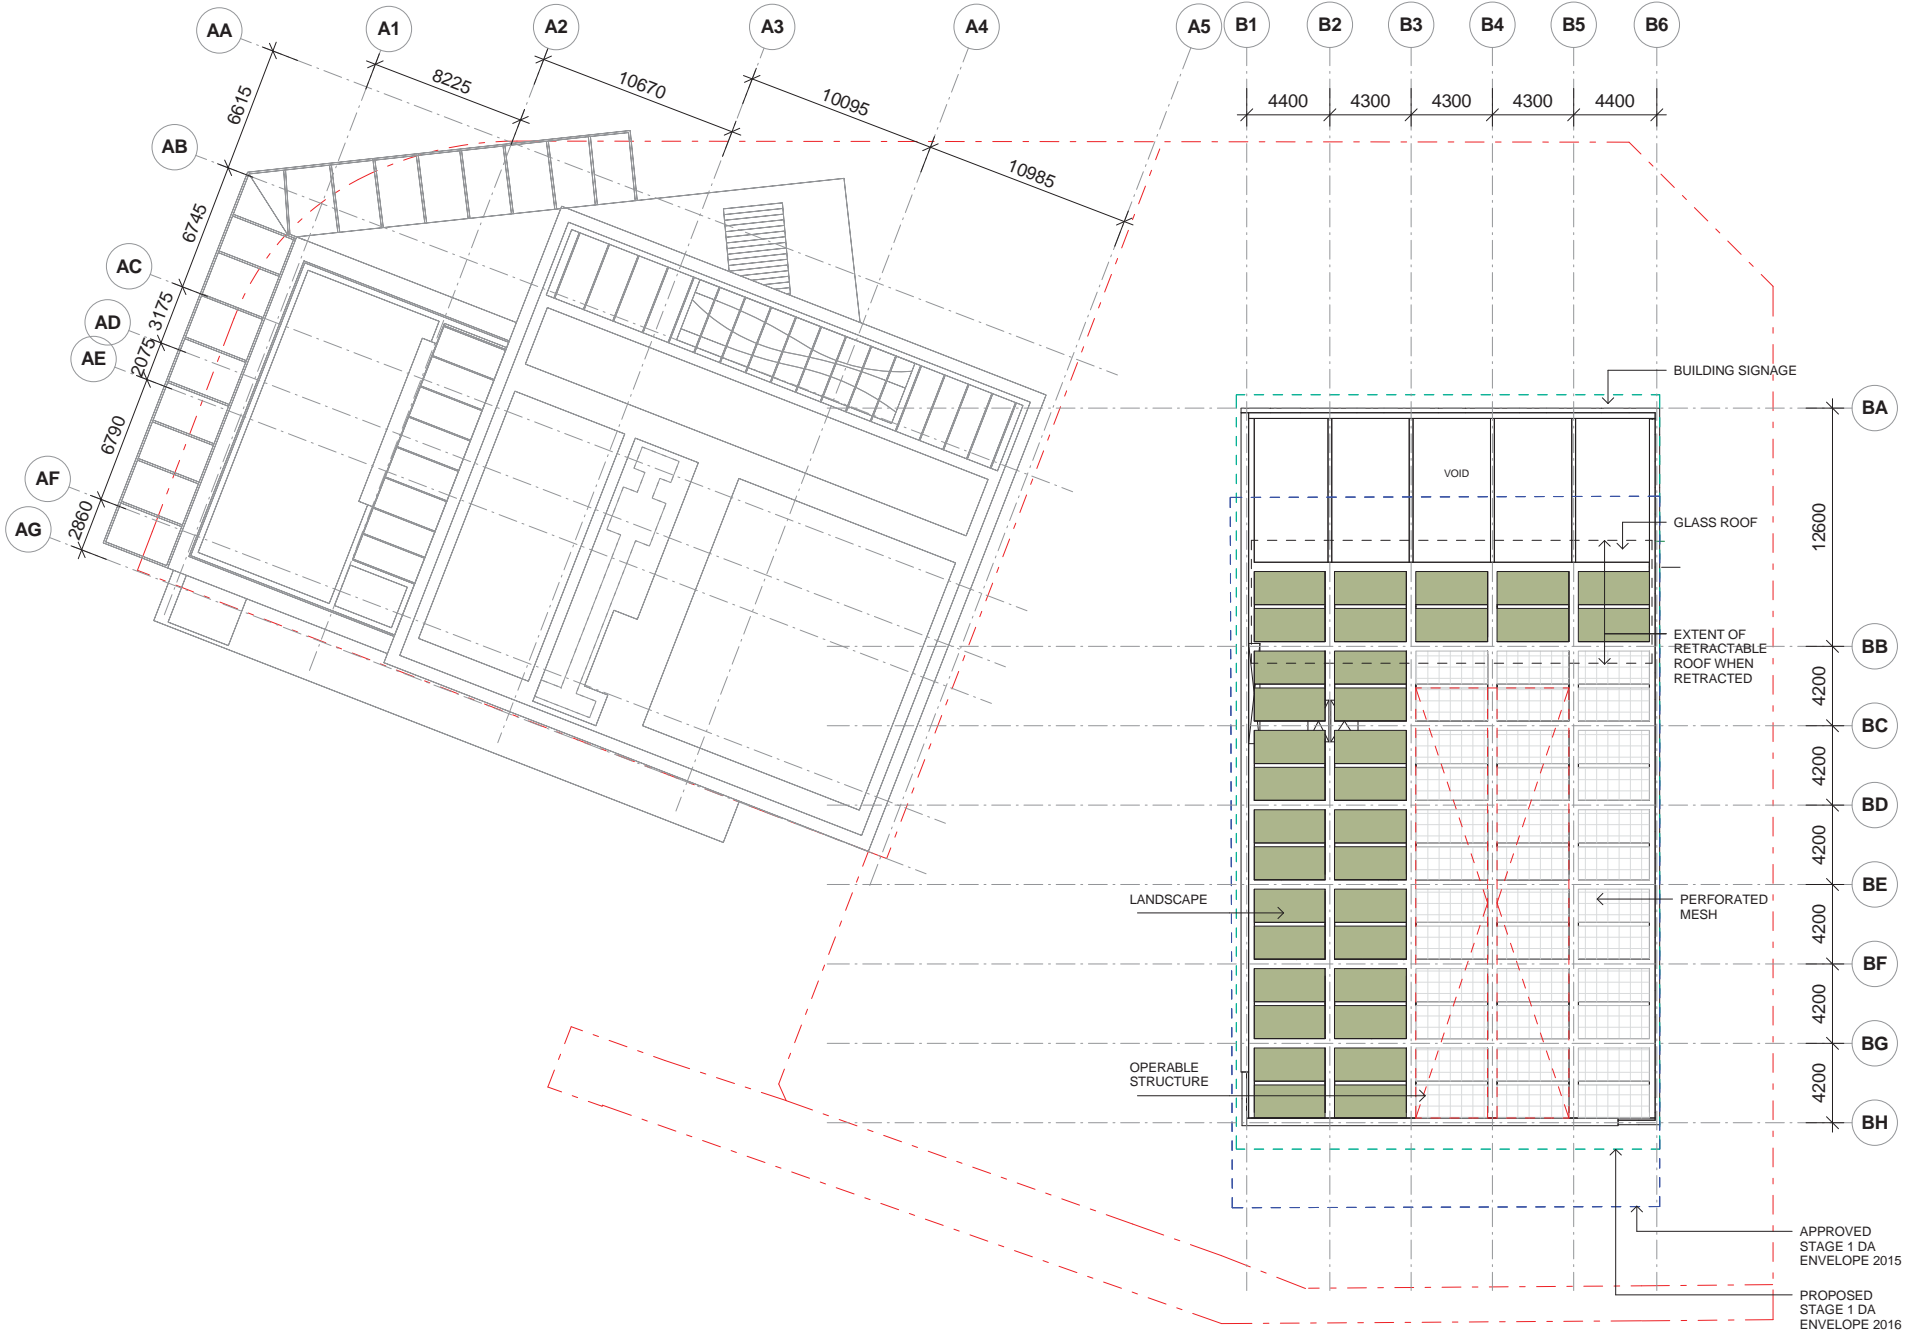 AA
A1
A2
A3
A4
A5
B1
B2
B3
B4
B5
B6
8225
10670
10095
10985
4400
4300
4300
4300
4400
6615
AB
6745
AC
3175
AD
2075
AE
6790
AF
2860
AG
BUILDING SIGNAGE
BA
VOID
GLASS ROOF
12600
EXTENT OF
RETRACTABLE
ROOF WHEN
RETRACTED
BB
4200
BC
4200
BD
4200
BE
LANDSCAPE
PERFORATED
MESH
4200
BF
4200
BG
OPERABLE
STRUCTURE
4200
BH
APPROVED
STAGE 1 DA
ENVELOPE 2015
PROPOSED
STAGE 1 DA
ENVELOPE 2016